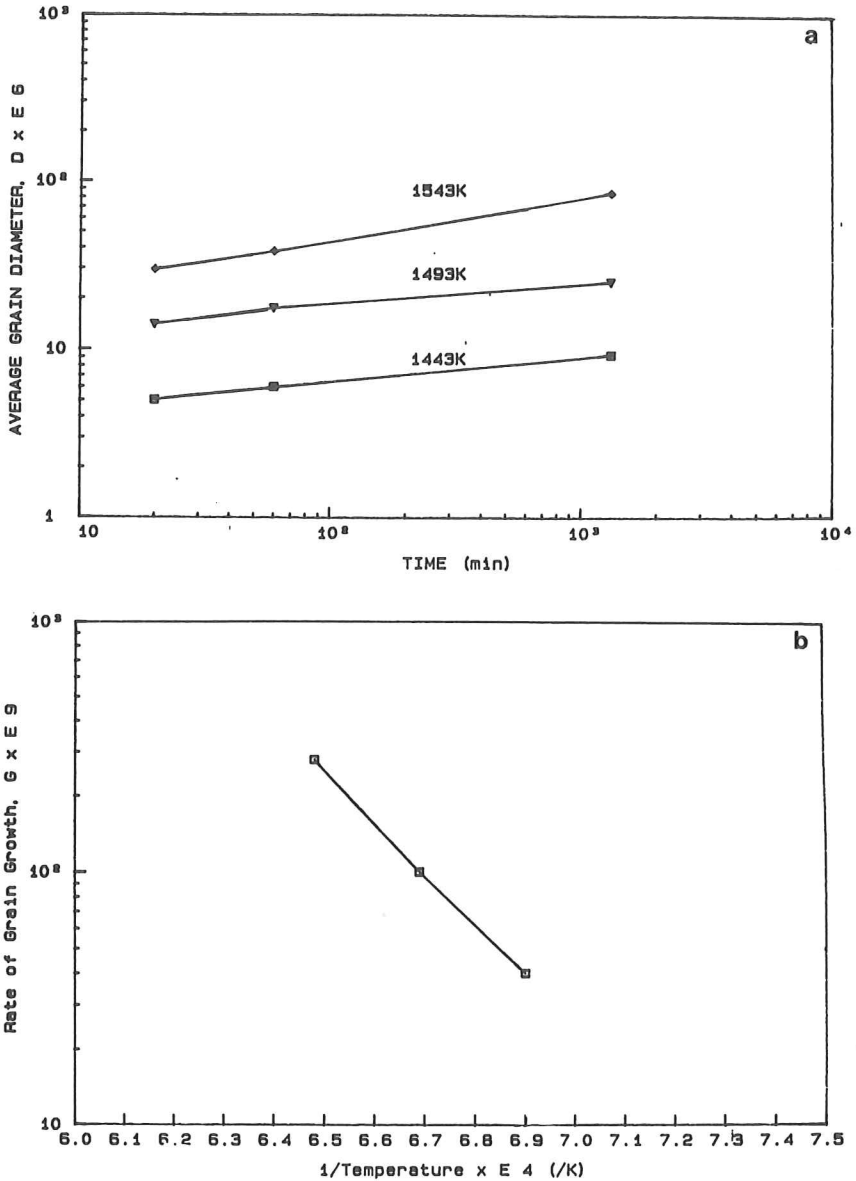 a
10³
10²
10
1
AVERAGE GRAIN DIAMETER, D x E 6
1543K
1493K
1443K
10 10² 10³ 10⁴
TIME (min)
b
10³
10²
10
Rate of Grain Growth, G x E 9
6.0 6.1 6.2 6.3 6.4 6.5 6.6 6.7 6.8 6.9 7.0 7.1 7.2 7.3 7.4 7.5
1/Temperature x E 4 (/K)